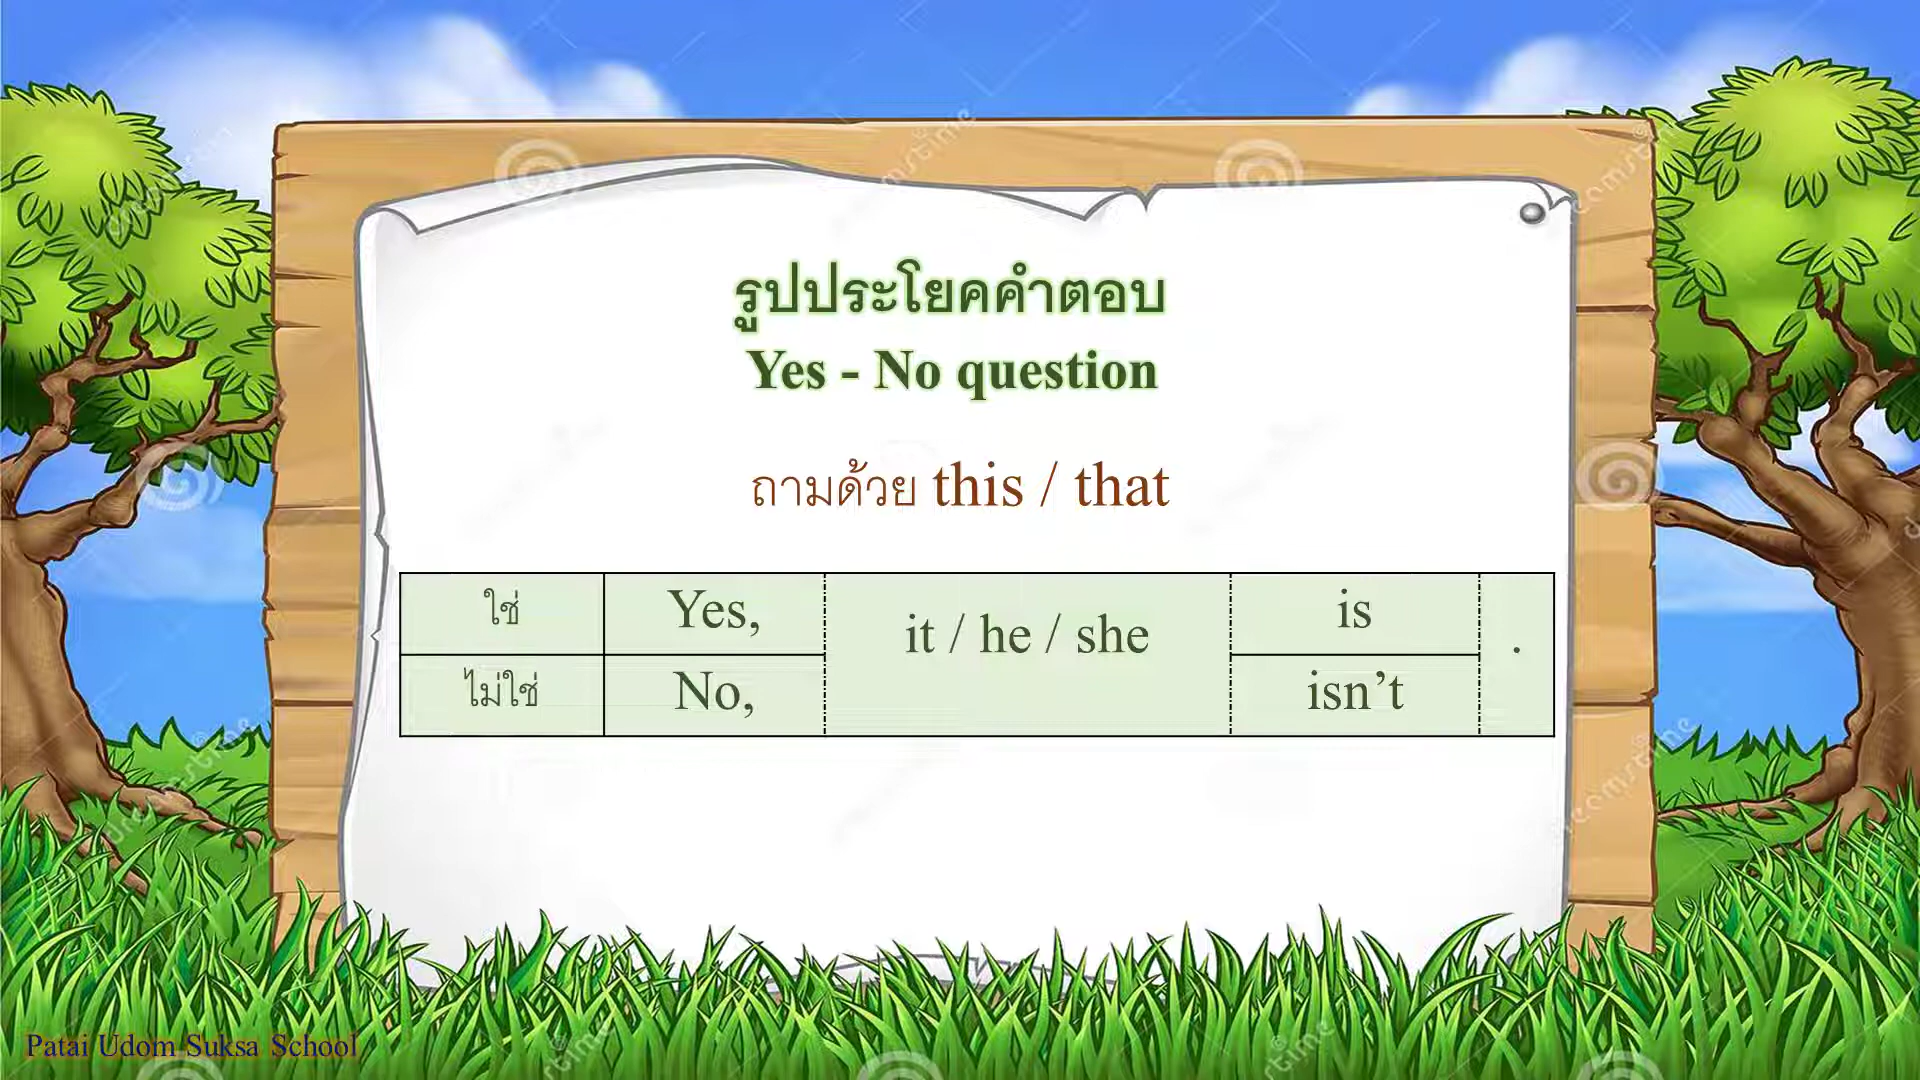 รูปประโยคคำตอบ
Yes - No question
ถามด้วย this / that
ใช่ Yes, it / he / she is .
ไม่ใช่ No, isn’t
Patai Udom Suksa School